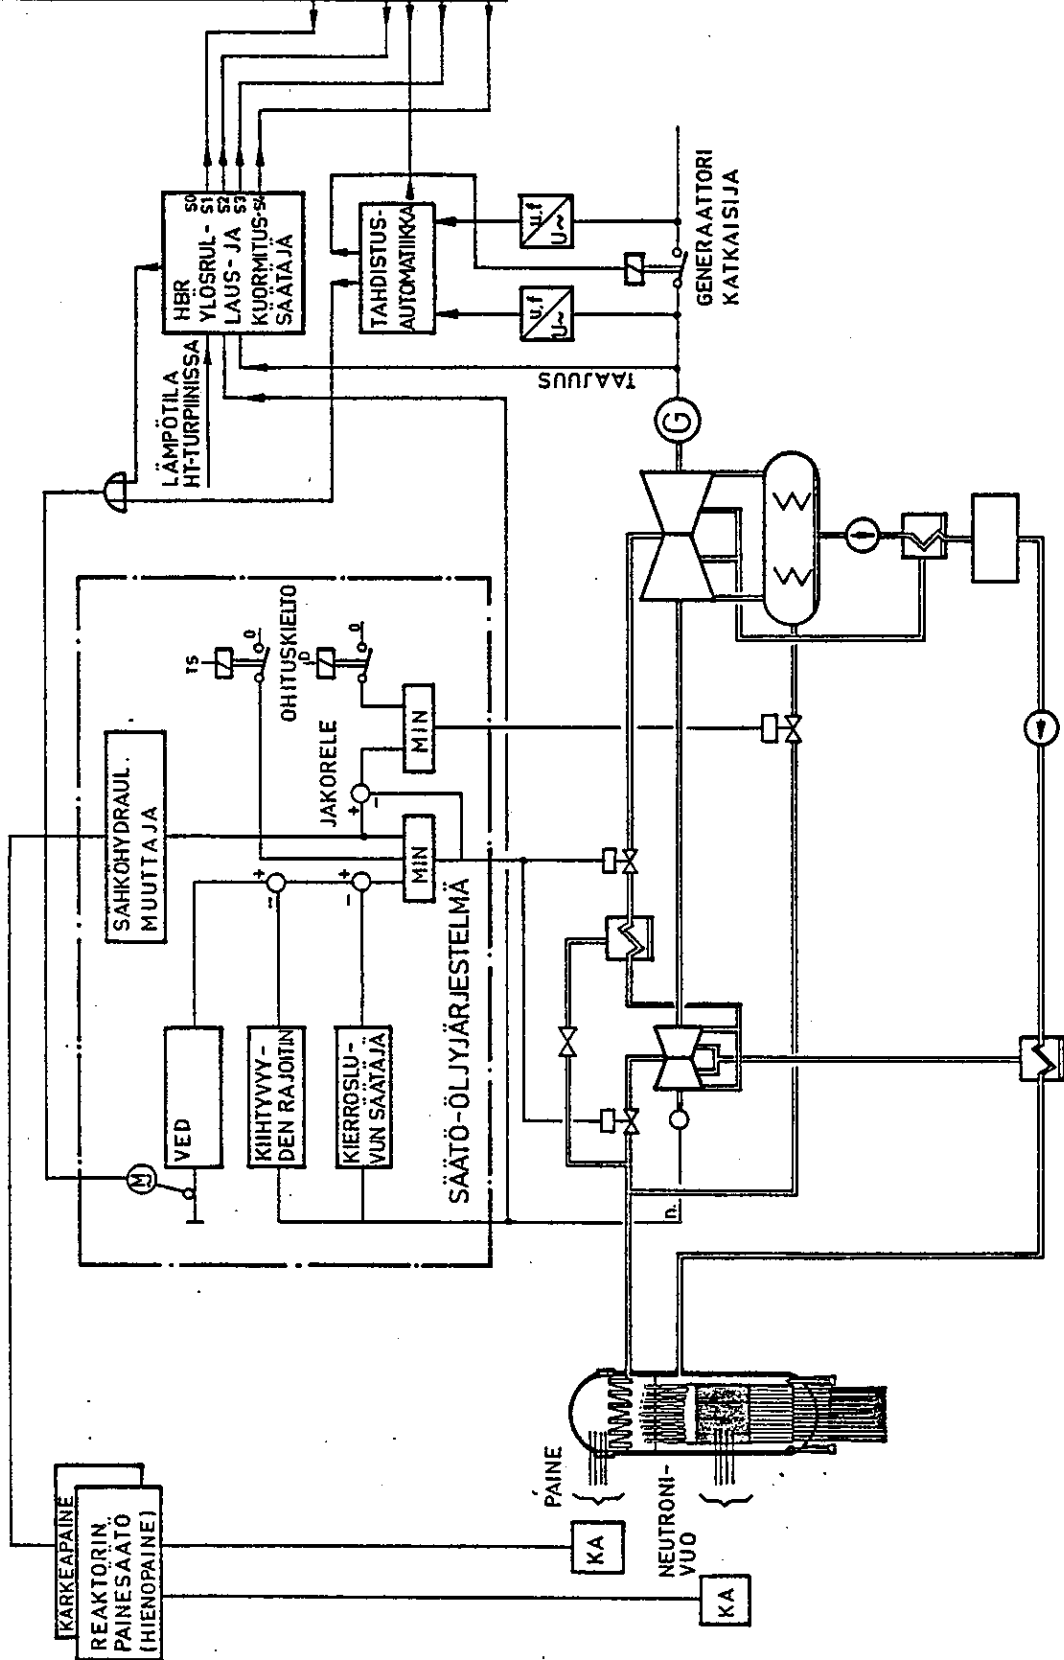 KARKEAPAINE
REAKTORIN
PAINESÄÄTÖ
(HIENOPAINE)
SÄHKÖHYDRAUL.
MUUTTAJA
M
VED
KIIHTYVYY-
DEN RAJOITIN
KIERROSLU-
VUN SÄÄTÄJÄ
+
-
+
-
MIN
JAKORELE
+
-
MIN
TS
0
OHITUSKIELTO
D
0
SÄÄTÖ-ÖLJYJÄRJESTELMÄ
LÄMPÖTILA
HT-TURPIINISSA
HBR
YLÖSRUL-
LAUS- JA
KUORMITUS-
SÄÄTÄJÄ
S0
S1
S2
S3
S4
TAHDISTUS-
AUTOMATIIKKA
u.f
U~
u.f
U~
TAAJUUS
G
GENERAATTORI
KATKAISIJA
n.
PAINE
KA
NEUTRONI-
VUO
KA